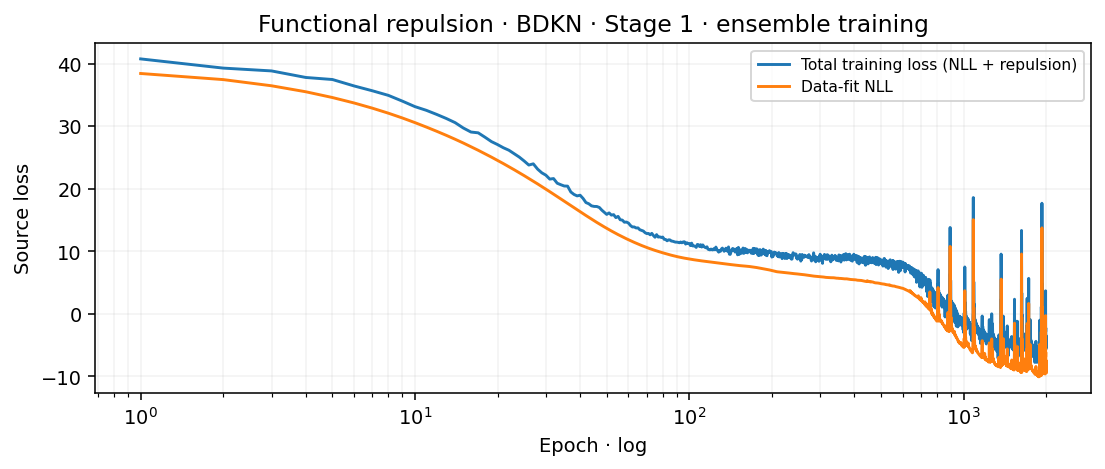 Functional repulsion · BDKN · Stage 1 · ensemble training
Total training loss (NLL + repulsion)
Data-fit NLL
Source loss
40
30
20
10
0
−10
10⁰
10¹
10²
10³
Epoch · log